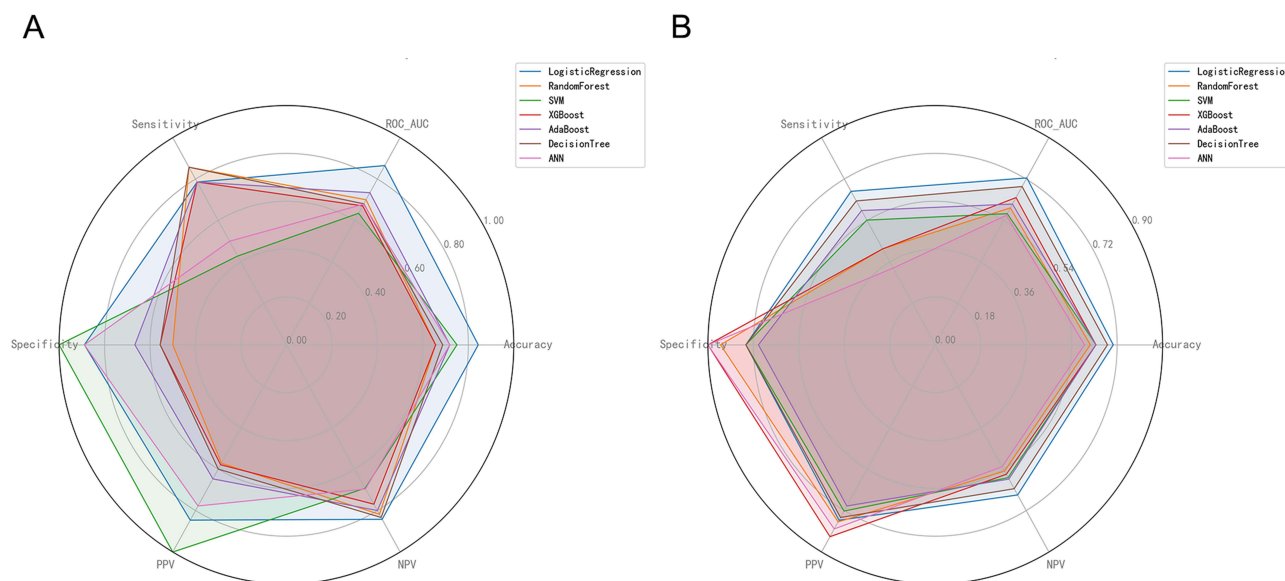 A
LogisticRegression
RandomForest
SVM
XGBoost
AdaBoost
DecisionTree
ANN
Sensitivity
ROC_AUC
1.00
0.80
0.60
0.40
0.20
0.00
Specificity
Accuracy
PPV
NPV
B
LogisticRegression
RandomForest
SVM
XGBoost
AdaBoost
DecisionTree
ANN
Sensitivity
ROC_AUC
0.90
0.72
0.54
0.36
0.18
0.00
Specificity
Accuracy
PPV
NPV